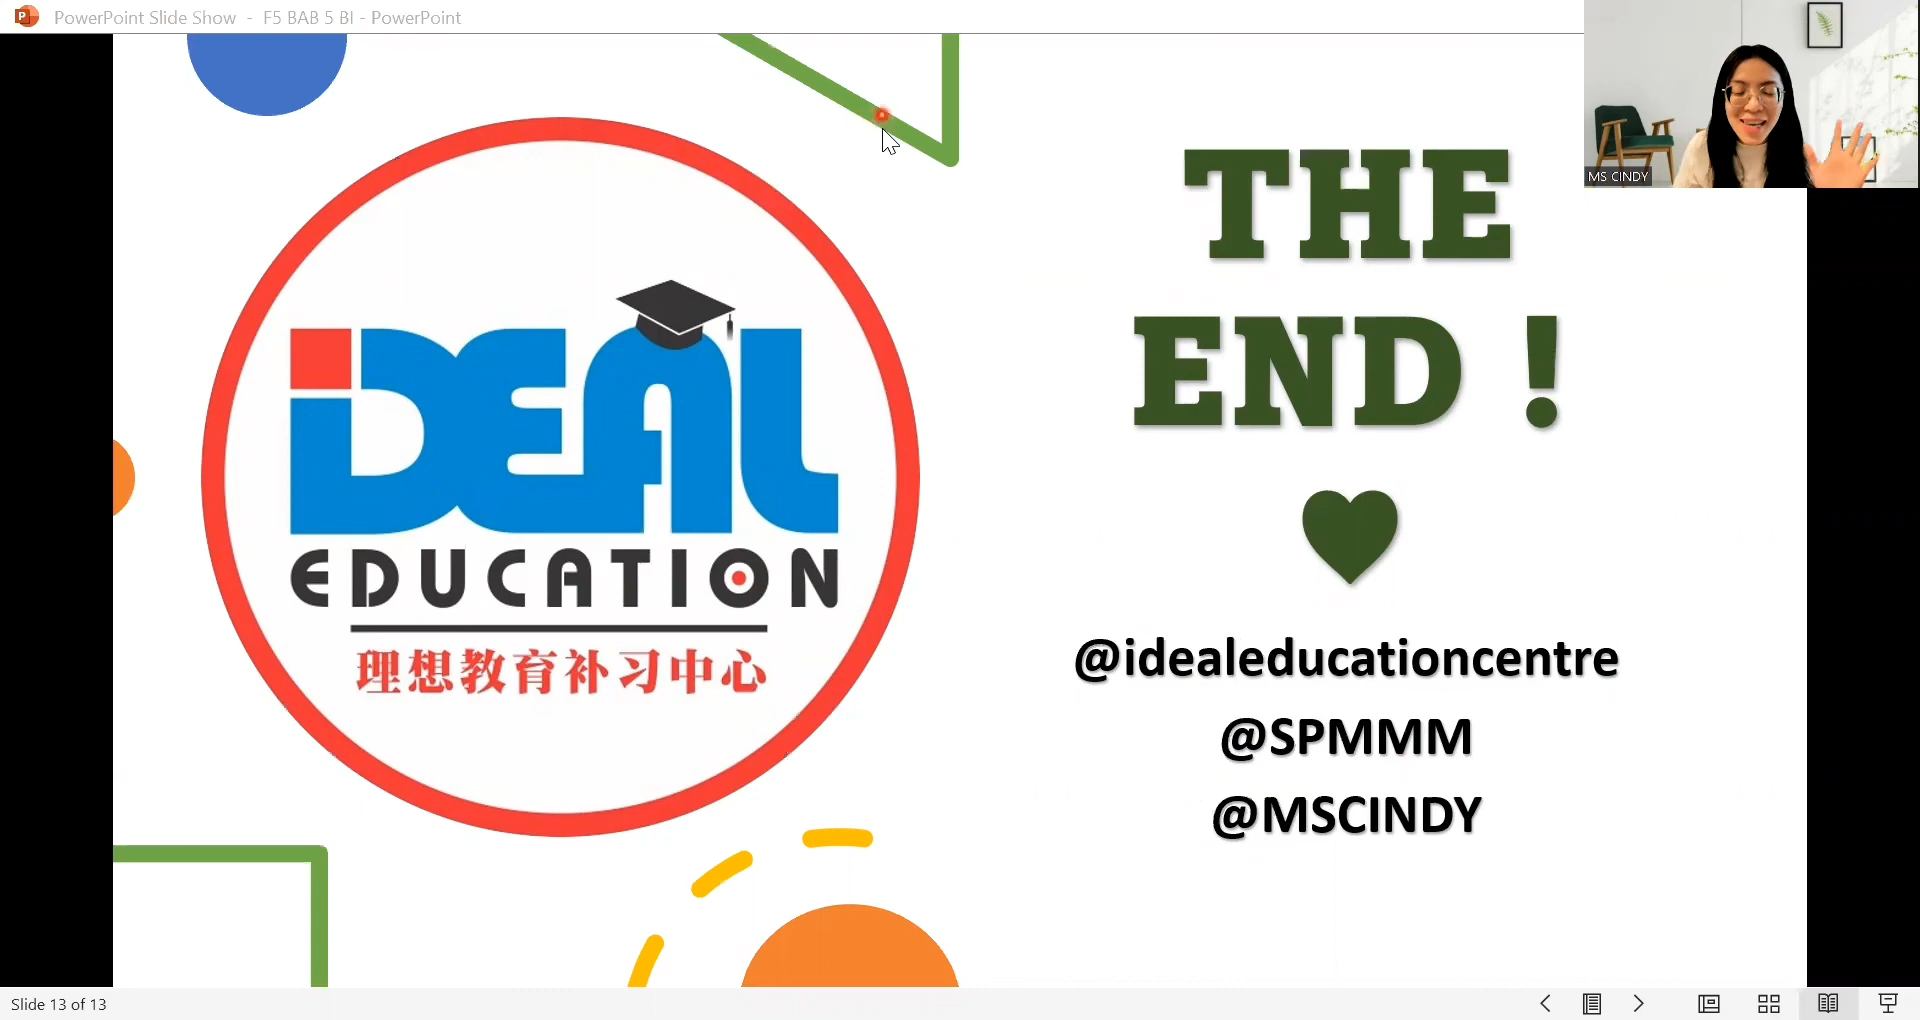 PowerPoint Slide Show - F5 BAB 5 BI - PowerPoint
MS CINDY
THE
END !
iDEAL
EDUCATION
理想教育补习中心
@idealeducationcentre
@SPMMM
@MSCINDY
Slide 13 of 13